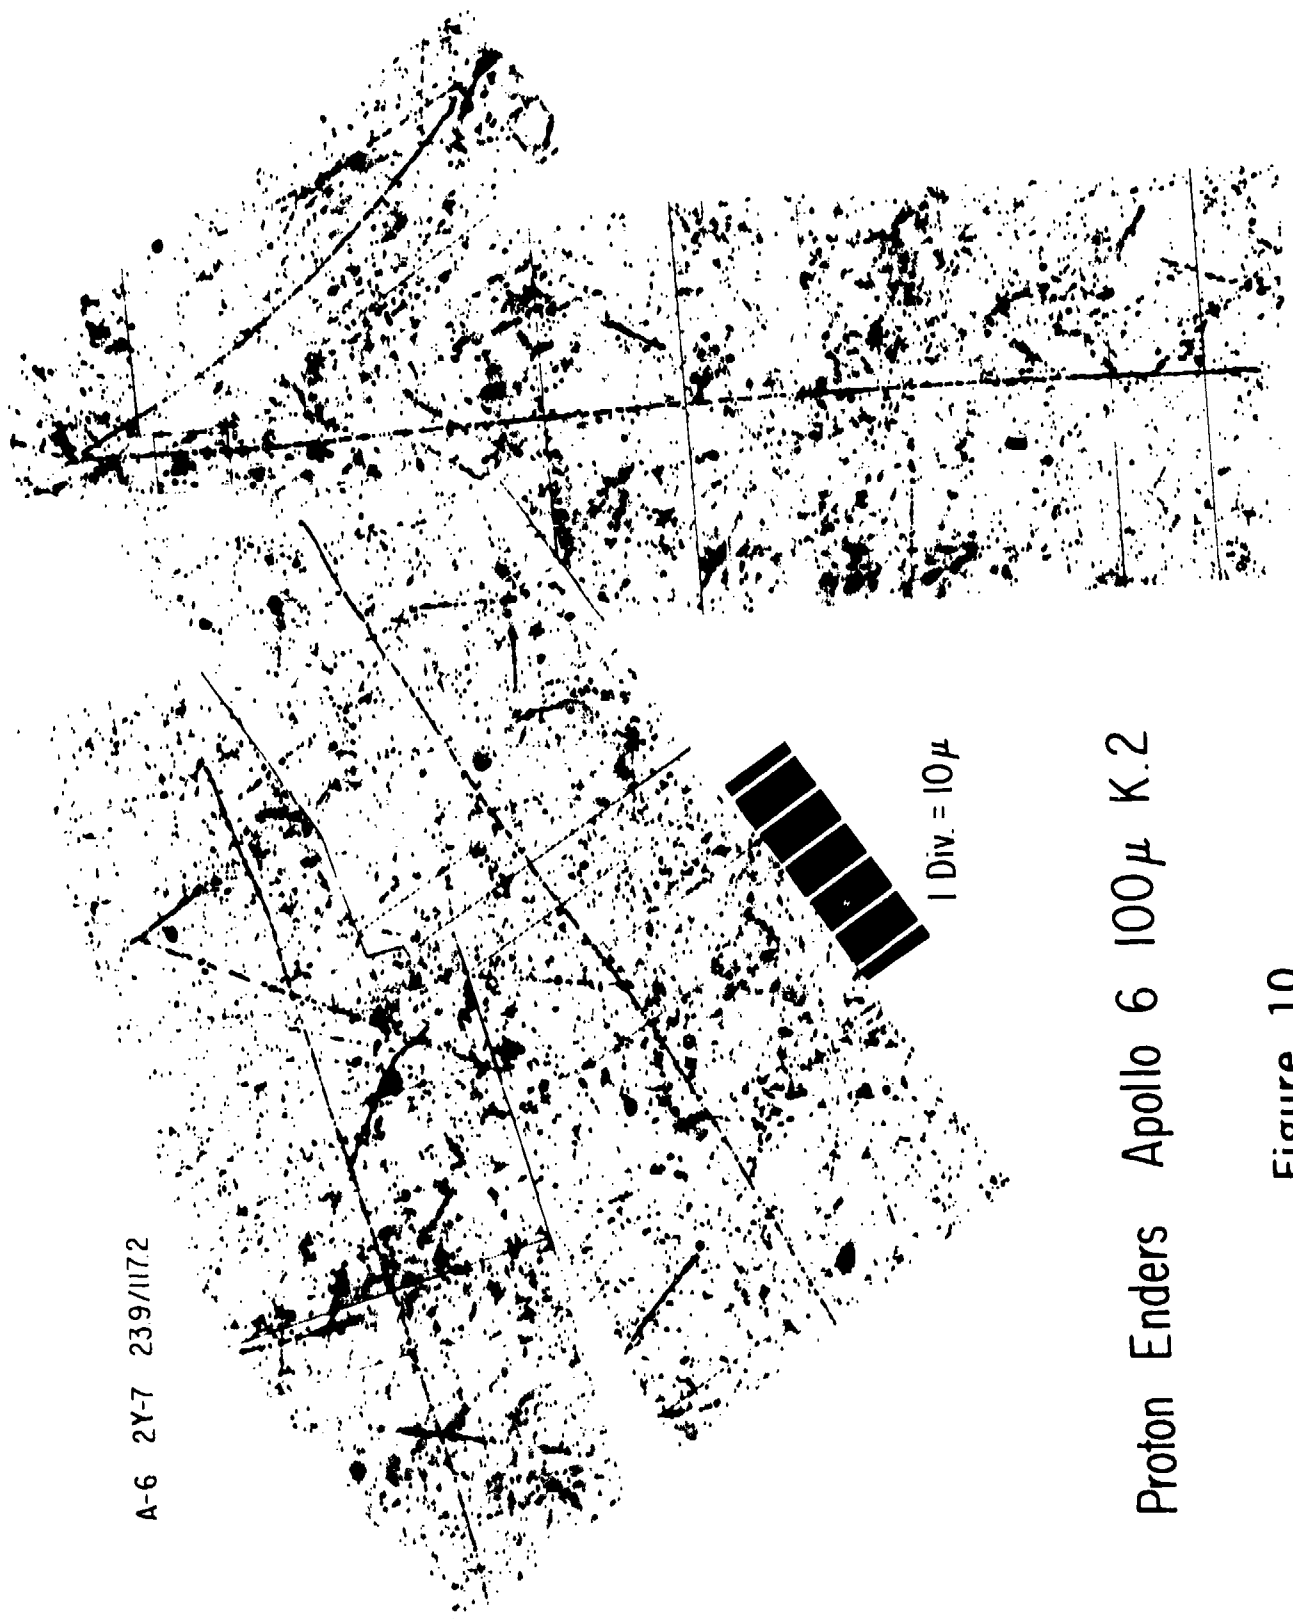 A-6 2Y-7 239/1172
1 Div. = 10μ
Proton Enders Apollo 6 100μ K.2
Figure 10